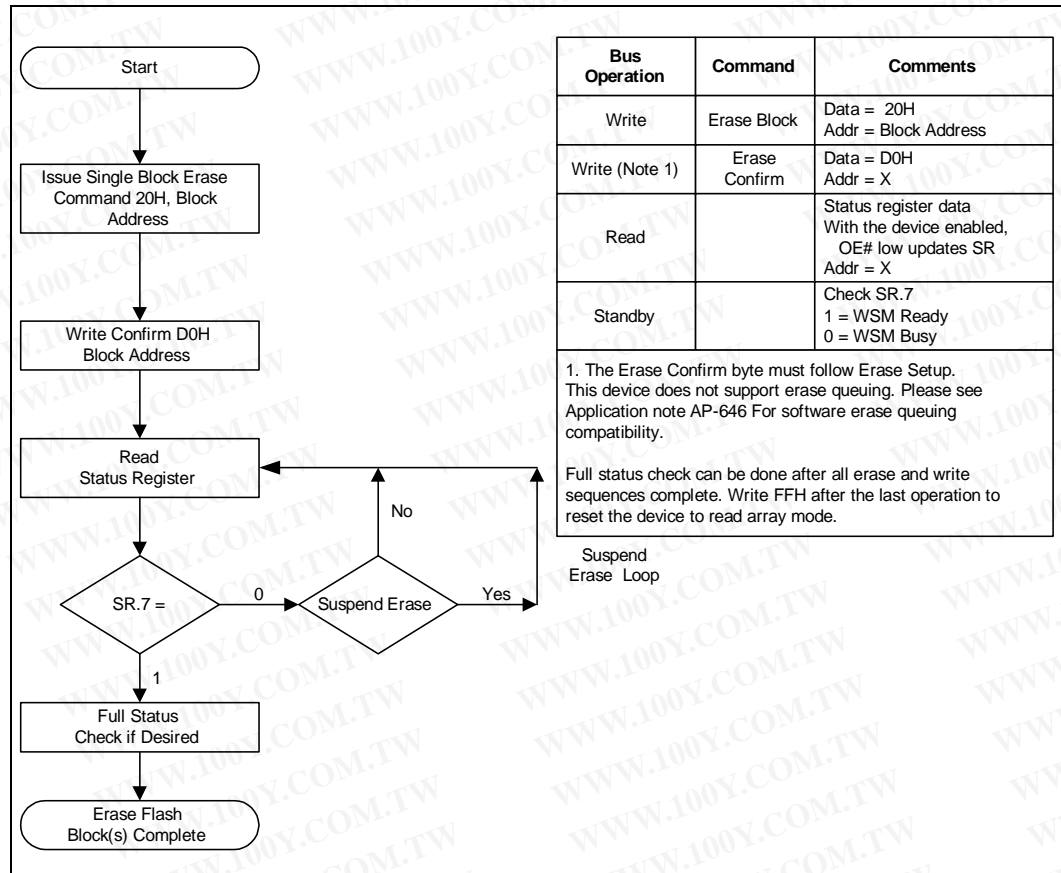 Start
Issue Single Block Erase
Command 20H, Block
Address
Write Confirm D0H
Block Address
Read
Status Register
SR.7 =
0
Suspend Erase
No
Yes
Suspend
Erase Loop
1
Full Status
Check if Desired
Erase Flash
Block(s) Complete
Bus
Operation
Command
Comments
Write
Erase Block
Data = 20H
Addr = Block Address
Write (Note 1)
Erase
Confirm
Data = D0H
Addr = X
Read
Status register data
With the device enabled,
OE# low updates SR
Addr = X
Standby
Check SR.7
1 = WSM Ready
0 = WSM Busy
1. The Erase Confirm byte must follow Erase Setup.
This device does not support erase queuing. Please see
Application note AP-646 For software erase queuing
compatibility.
Full status check can be done after all erase and write
sequences complete. Write FFH after the last operation to
reset the device to read array mode.
WWW.100Y.COM.TW